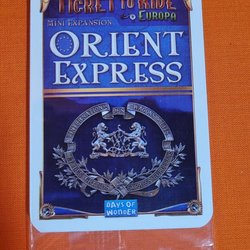 TICKET TO RIDE
EUROPA
MINI EXPANSION
ORIENT
EXPRESS
DAYS OF
WONDER